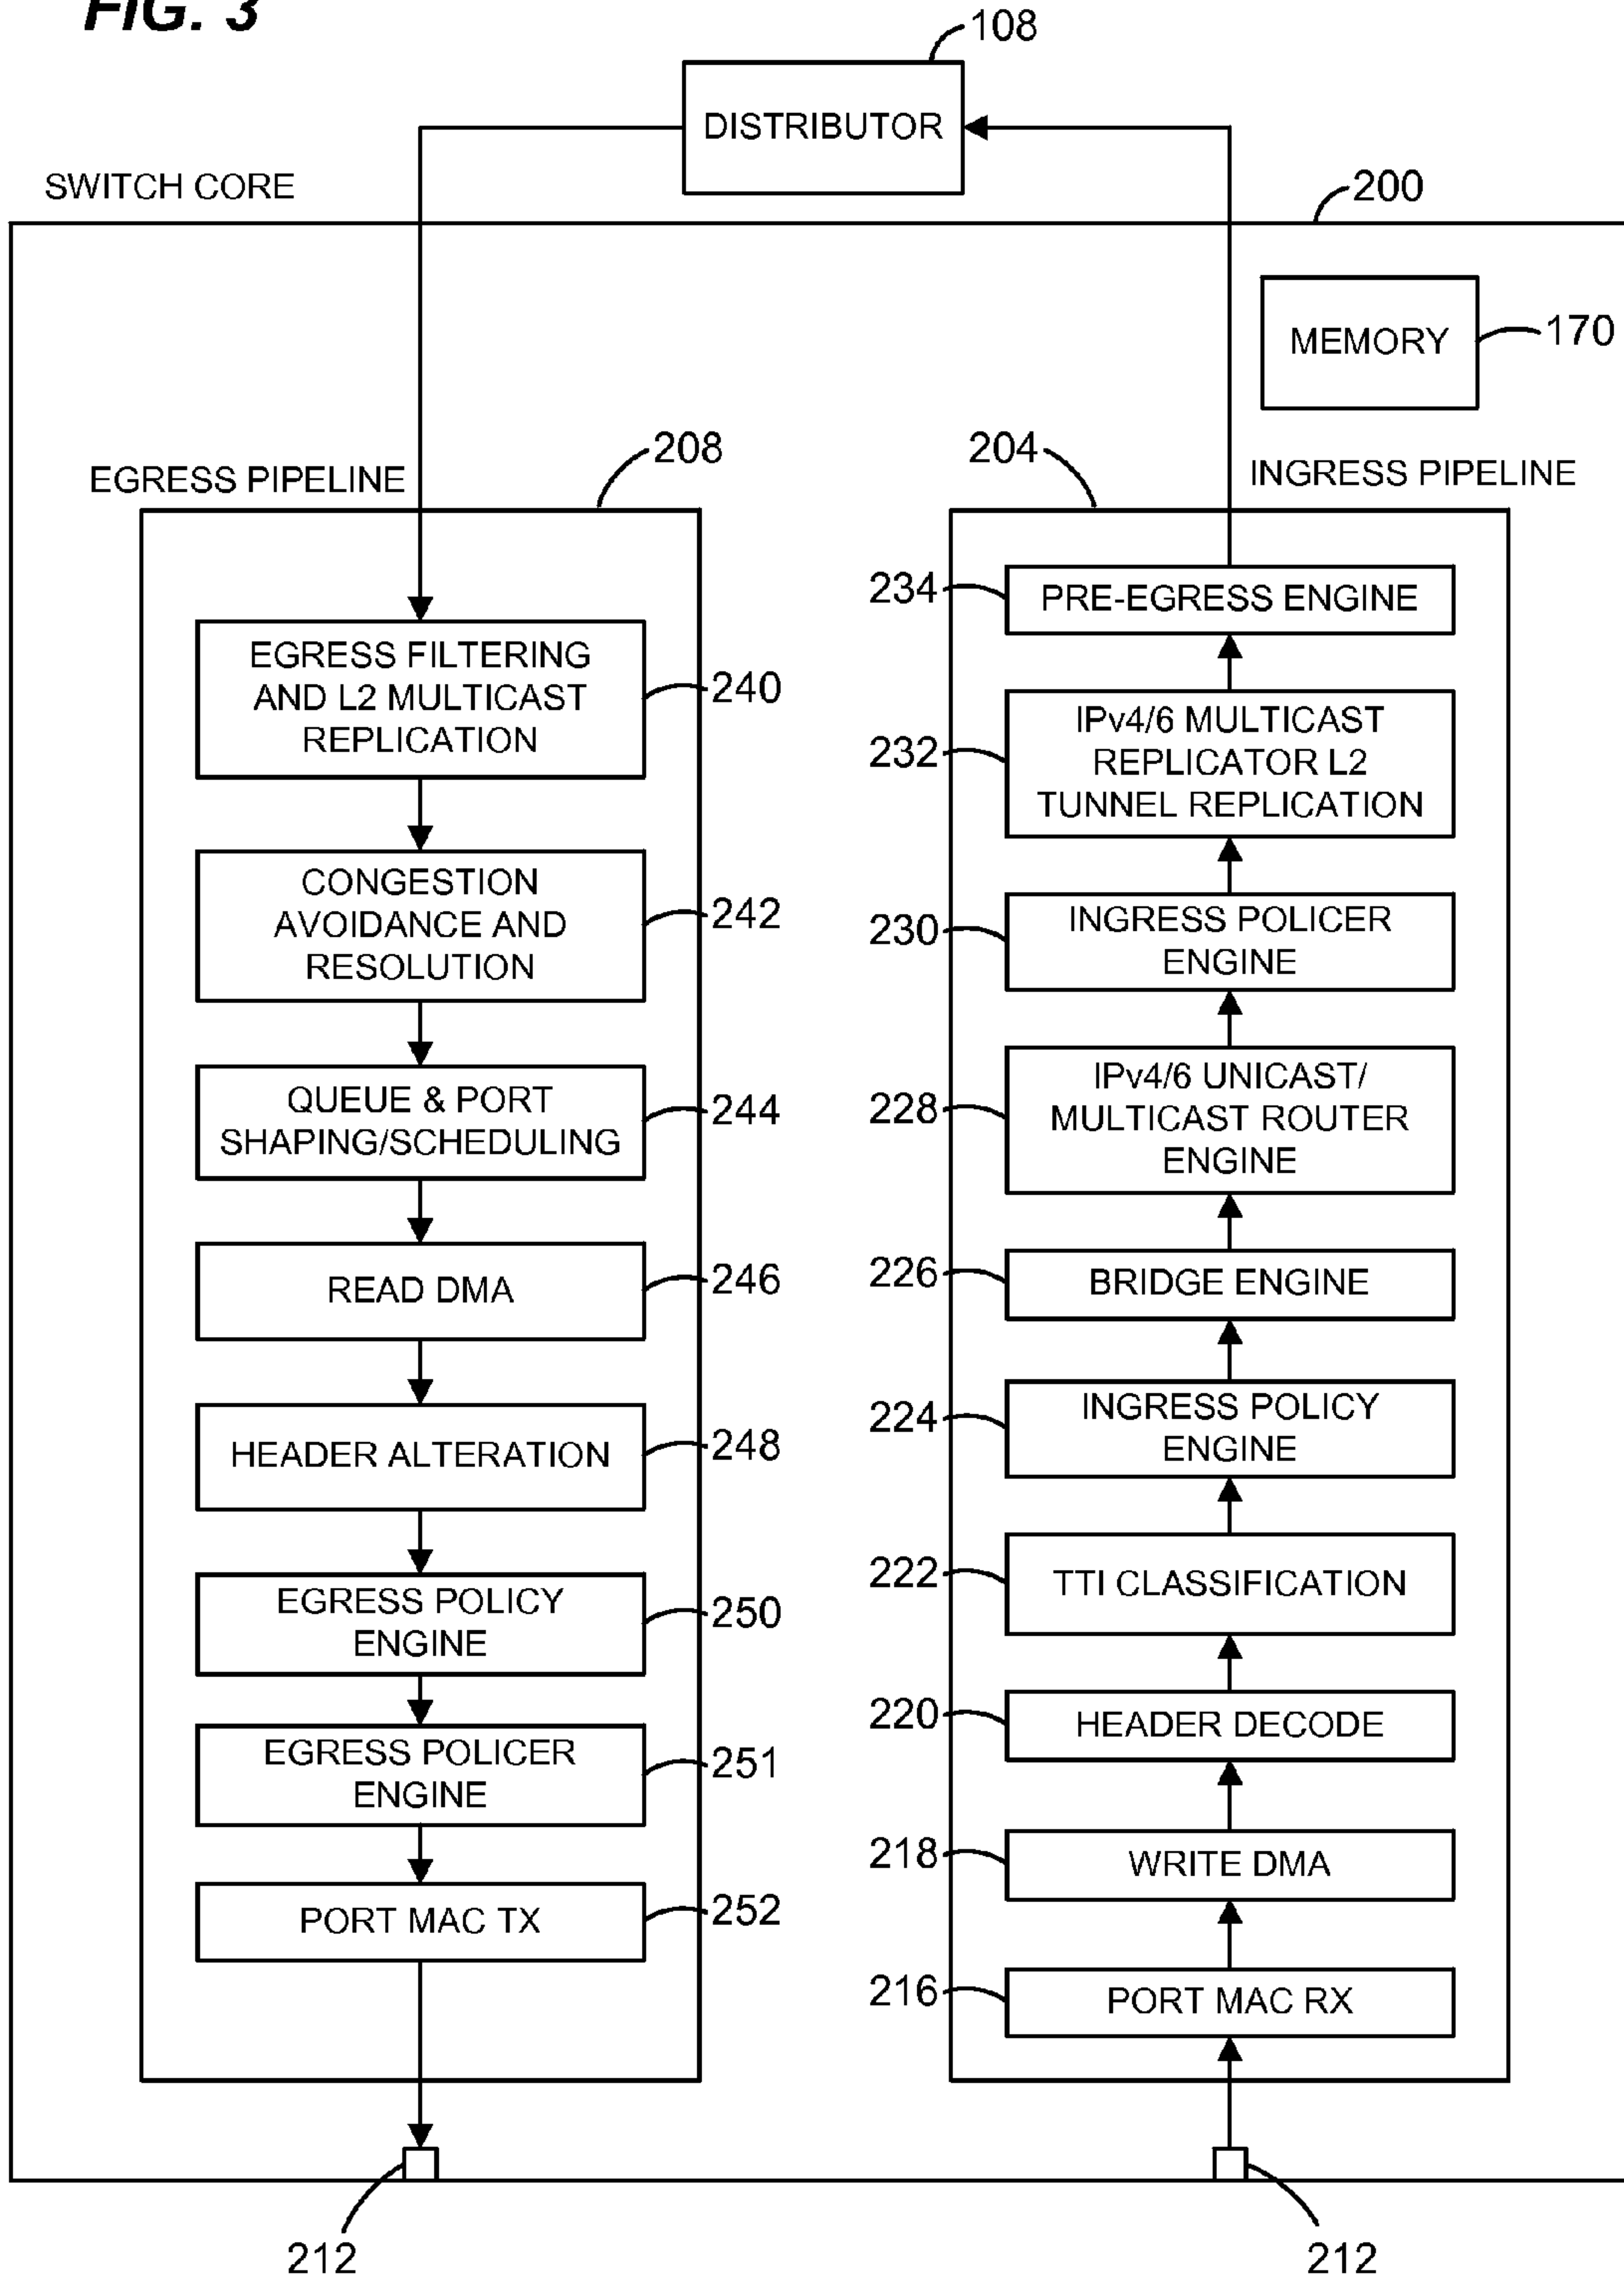 FIG. 3
108
DISTRIBUTOR
SWITCH CORE
200
MEMORY
170
EGRESS PIPELINE
208
EGRESS FILTERING
AND L2 MULTICAST
REPLICATION
240
CONGESTION
AVOIDANCE AND
RESOLUTION
242
QUEUE & PORT
SHAPING/SCHEDULING
244
READ DMA
246
HEADER ALTERATION
248
EGRESS POLICY
ENGINE
250
EGRESS POLICER
ENGINE
251
PORT MAC TX
252
212
204
INGRESS PIPELINE
234
PRE-EGRESS ENGINE
232
IPv4/6 MULTICAST
REPLICATOR L2
TUNNEL REPLICATION
230
INGRESS POLICER
ENGINE
228
IPv4/6 UNICAST/
MULTICAST ROUTER
ENGINE
226
BRIDGE ENGINE
224
INGRESS POLICY
ENGINE
222
TTI CLASSIFICATION
220
HEADER DECODE
218
WRITE DMA
216
PORT MAC RX
212